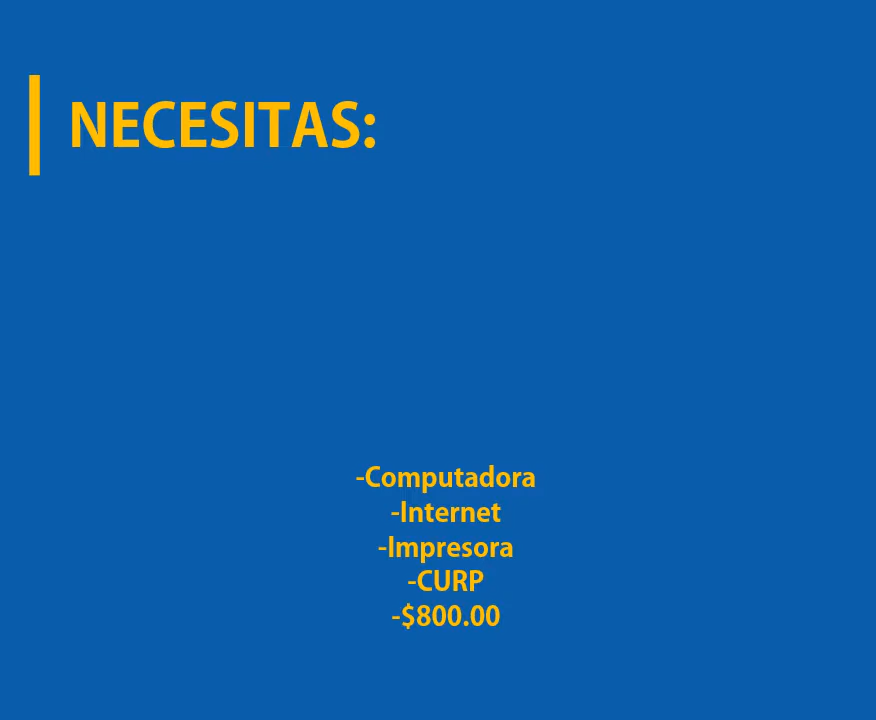 NECESITAS:
-Computadora
-Internet
-Impresora
-CURP
-$800.00